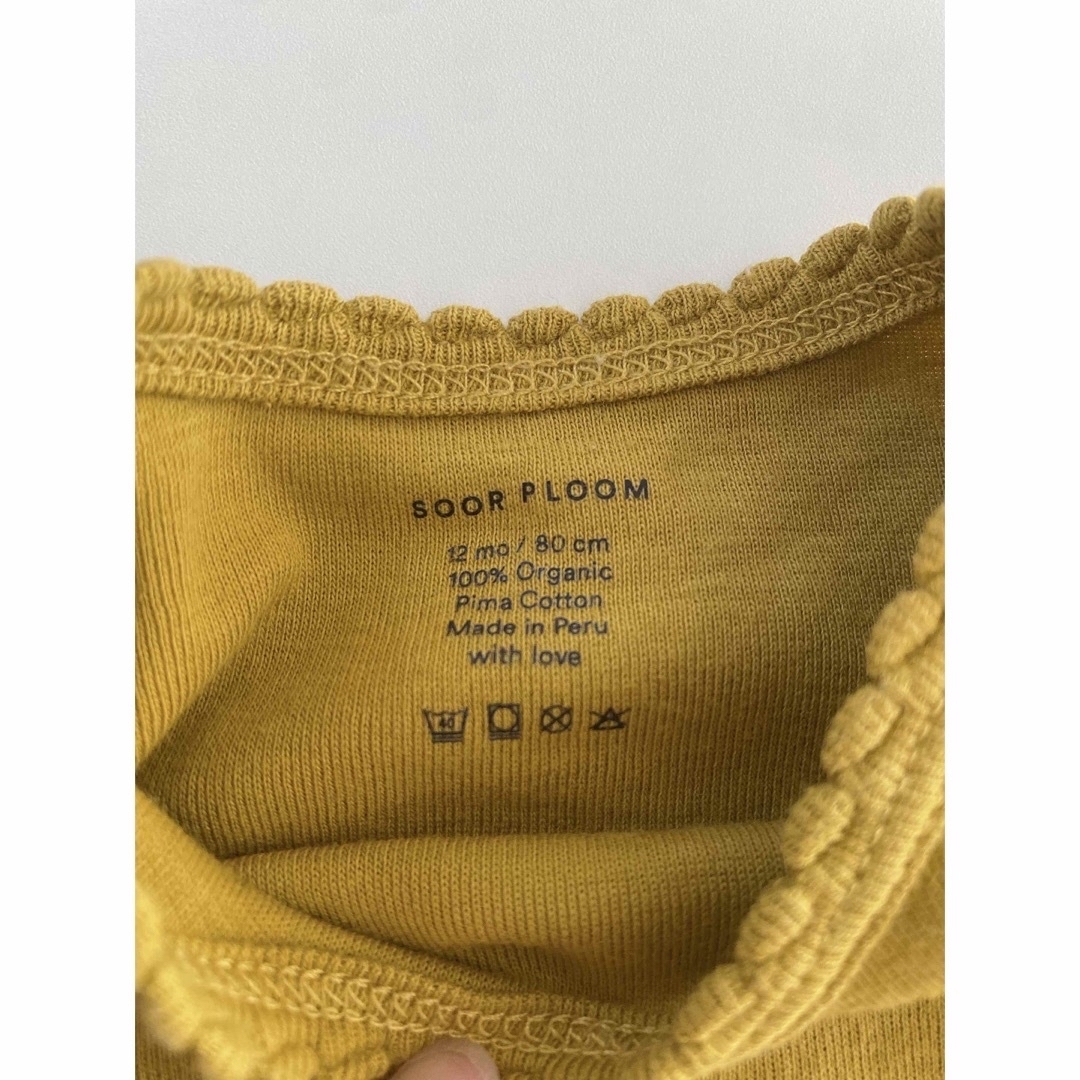 SOOR PLOOM
12 mo / 80 cm
100% Organic
Pima Cotton
Made in Peru
with love